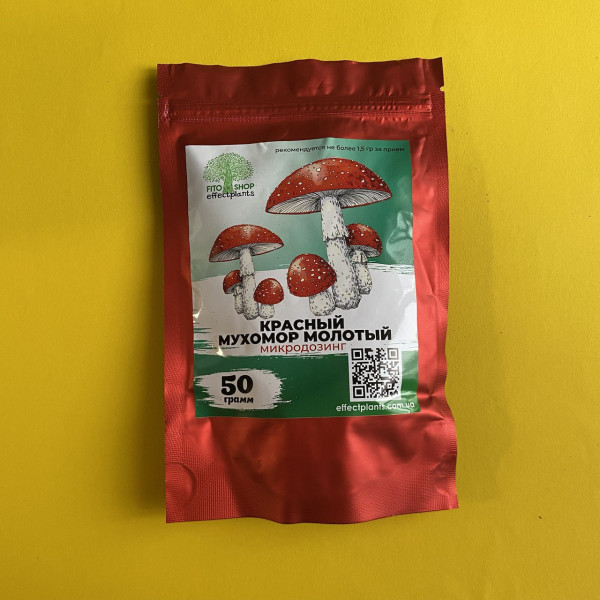 рекомендуется не более 1,5 гр за прием
FITO SHOP
effectplants
КРАСНЫЙ
МУХОМОР МОЛОТЫЙ
микродозинг
50
грамм
effectplants.com.ua